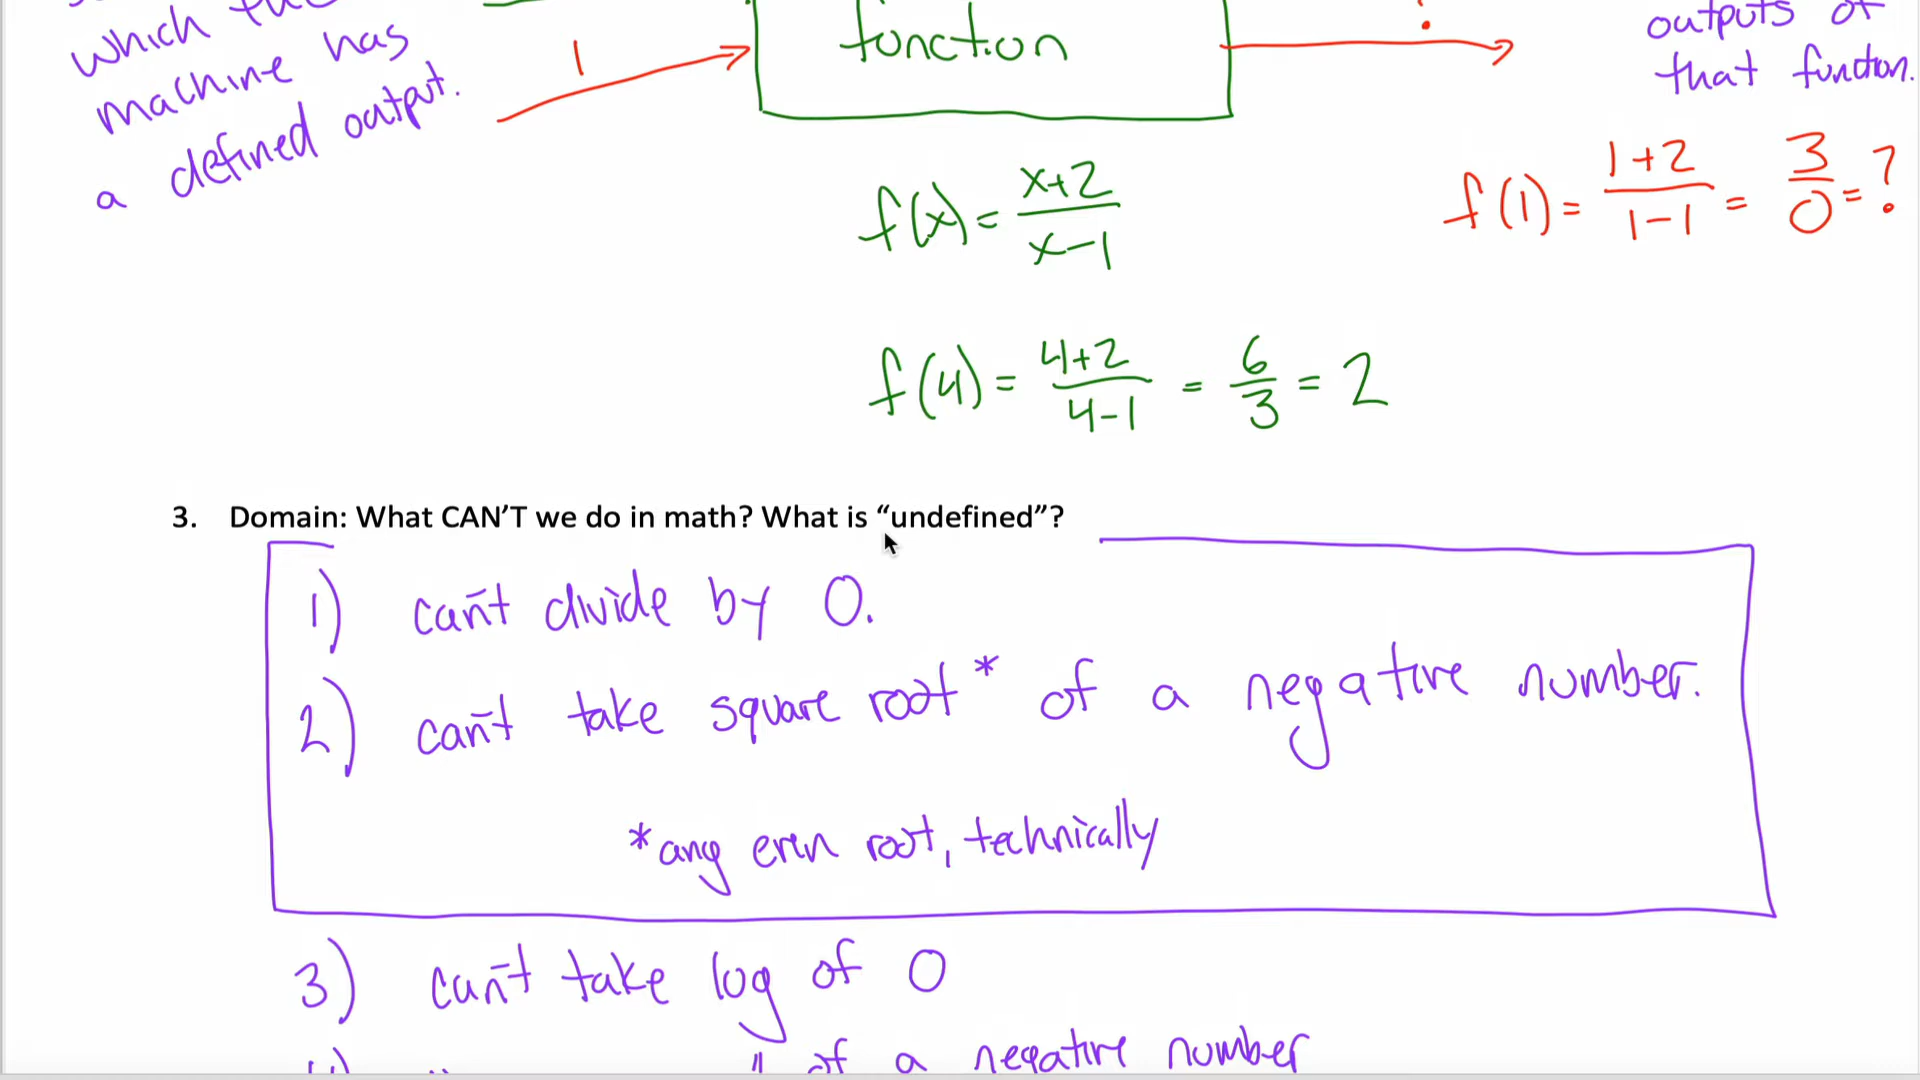 which
machine has
a defined output.
1
function
outputs of
that function.
f(x) = x+2 / x-1
f(1) = 1+2 / 1-1 = 3/0 = ?
f(4) = 4+2 / 4-1 = 6/3 = 2
3. Domain: What CAN'T we do in math? What is “undefined”?
1) can't divide by 0.
2) can't take square root* of a negative number.
*any even root, technically
3) can't take log of 0
" of a negative number